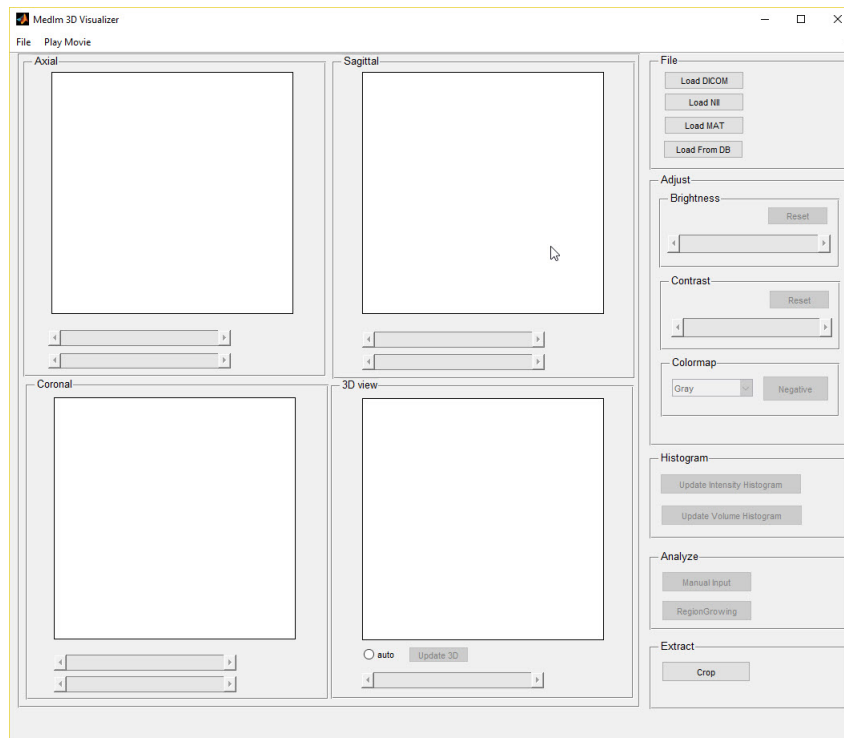 MedIm 3D Visualizer
File Play Movie
Axial
Sagittal
Coronal
3D view
auto
Update 3D
File
Load DICOM
Load NII
Load MAT
Load From DB
Adjust
Brightness
Reset
Contrast
Reset
Colormap
Gray
Negative
Histogram
Update Intensity Histogram
Update Volume Histogram
Analyze
Manual Input
RegionGrowing
Extract
Crop